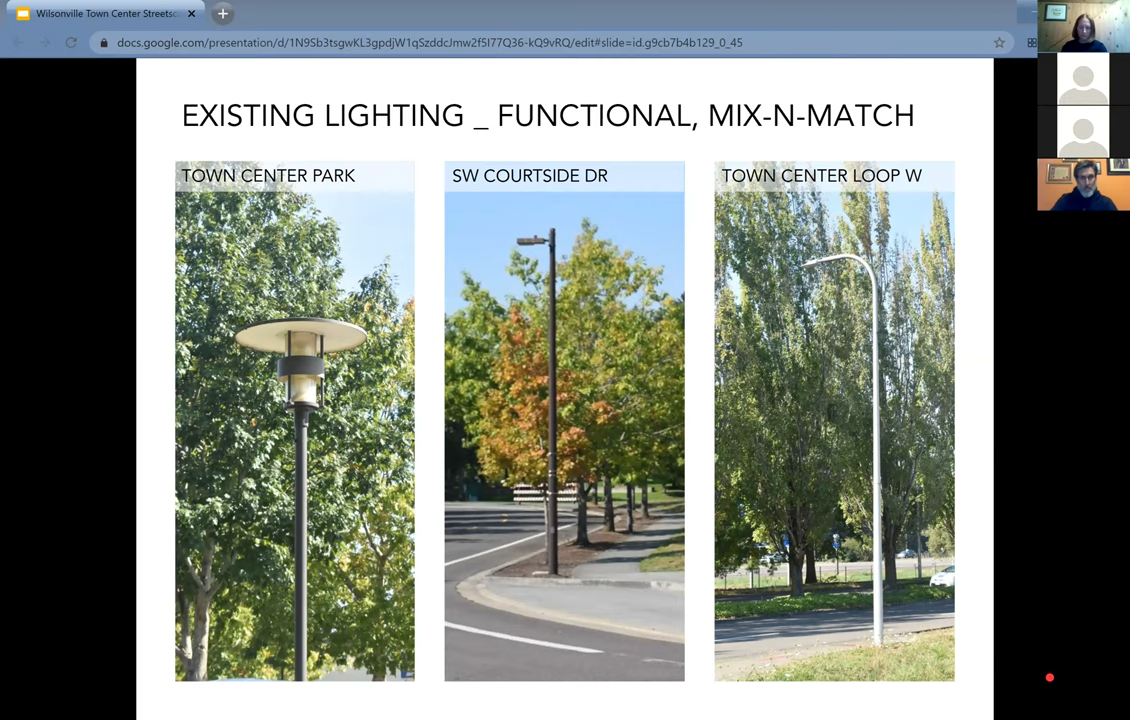 Wilsonville Town Center Streetsc
docs.google.com/presentation/d/1N9Sb3tsgwKL3gpdjW1qSzddcJmw2f5I77Q36-kQ9vRQ/edit#slide=id.g9cb7b4b129_0_45
EXISTING LIGHTING _ FUNCTIONAL, MIX-N-MATCH
TOWN CENTER PARK
SW COURTSIDE DR
TOWN CENTER LOOP W